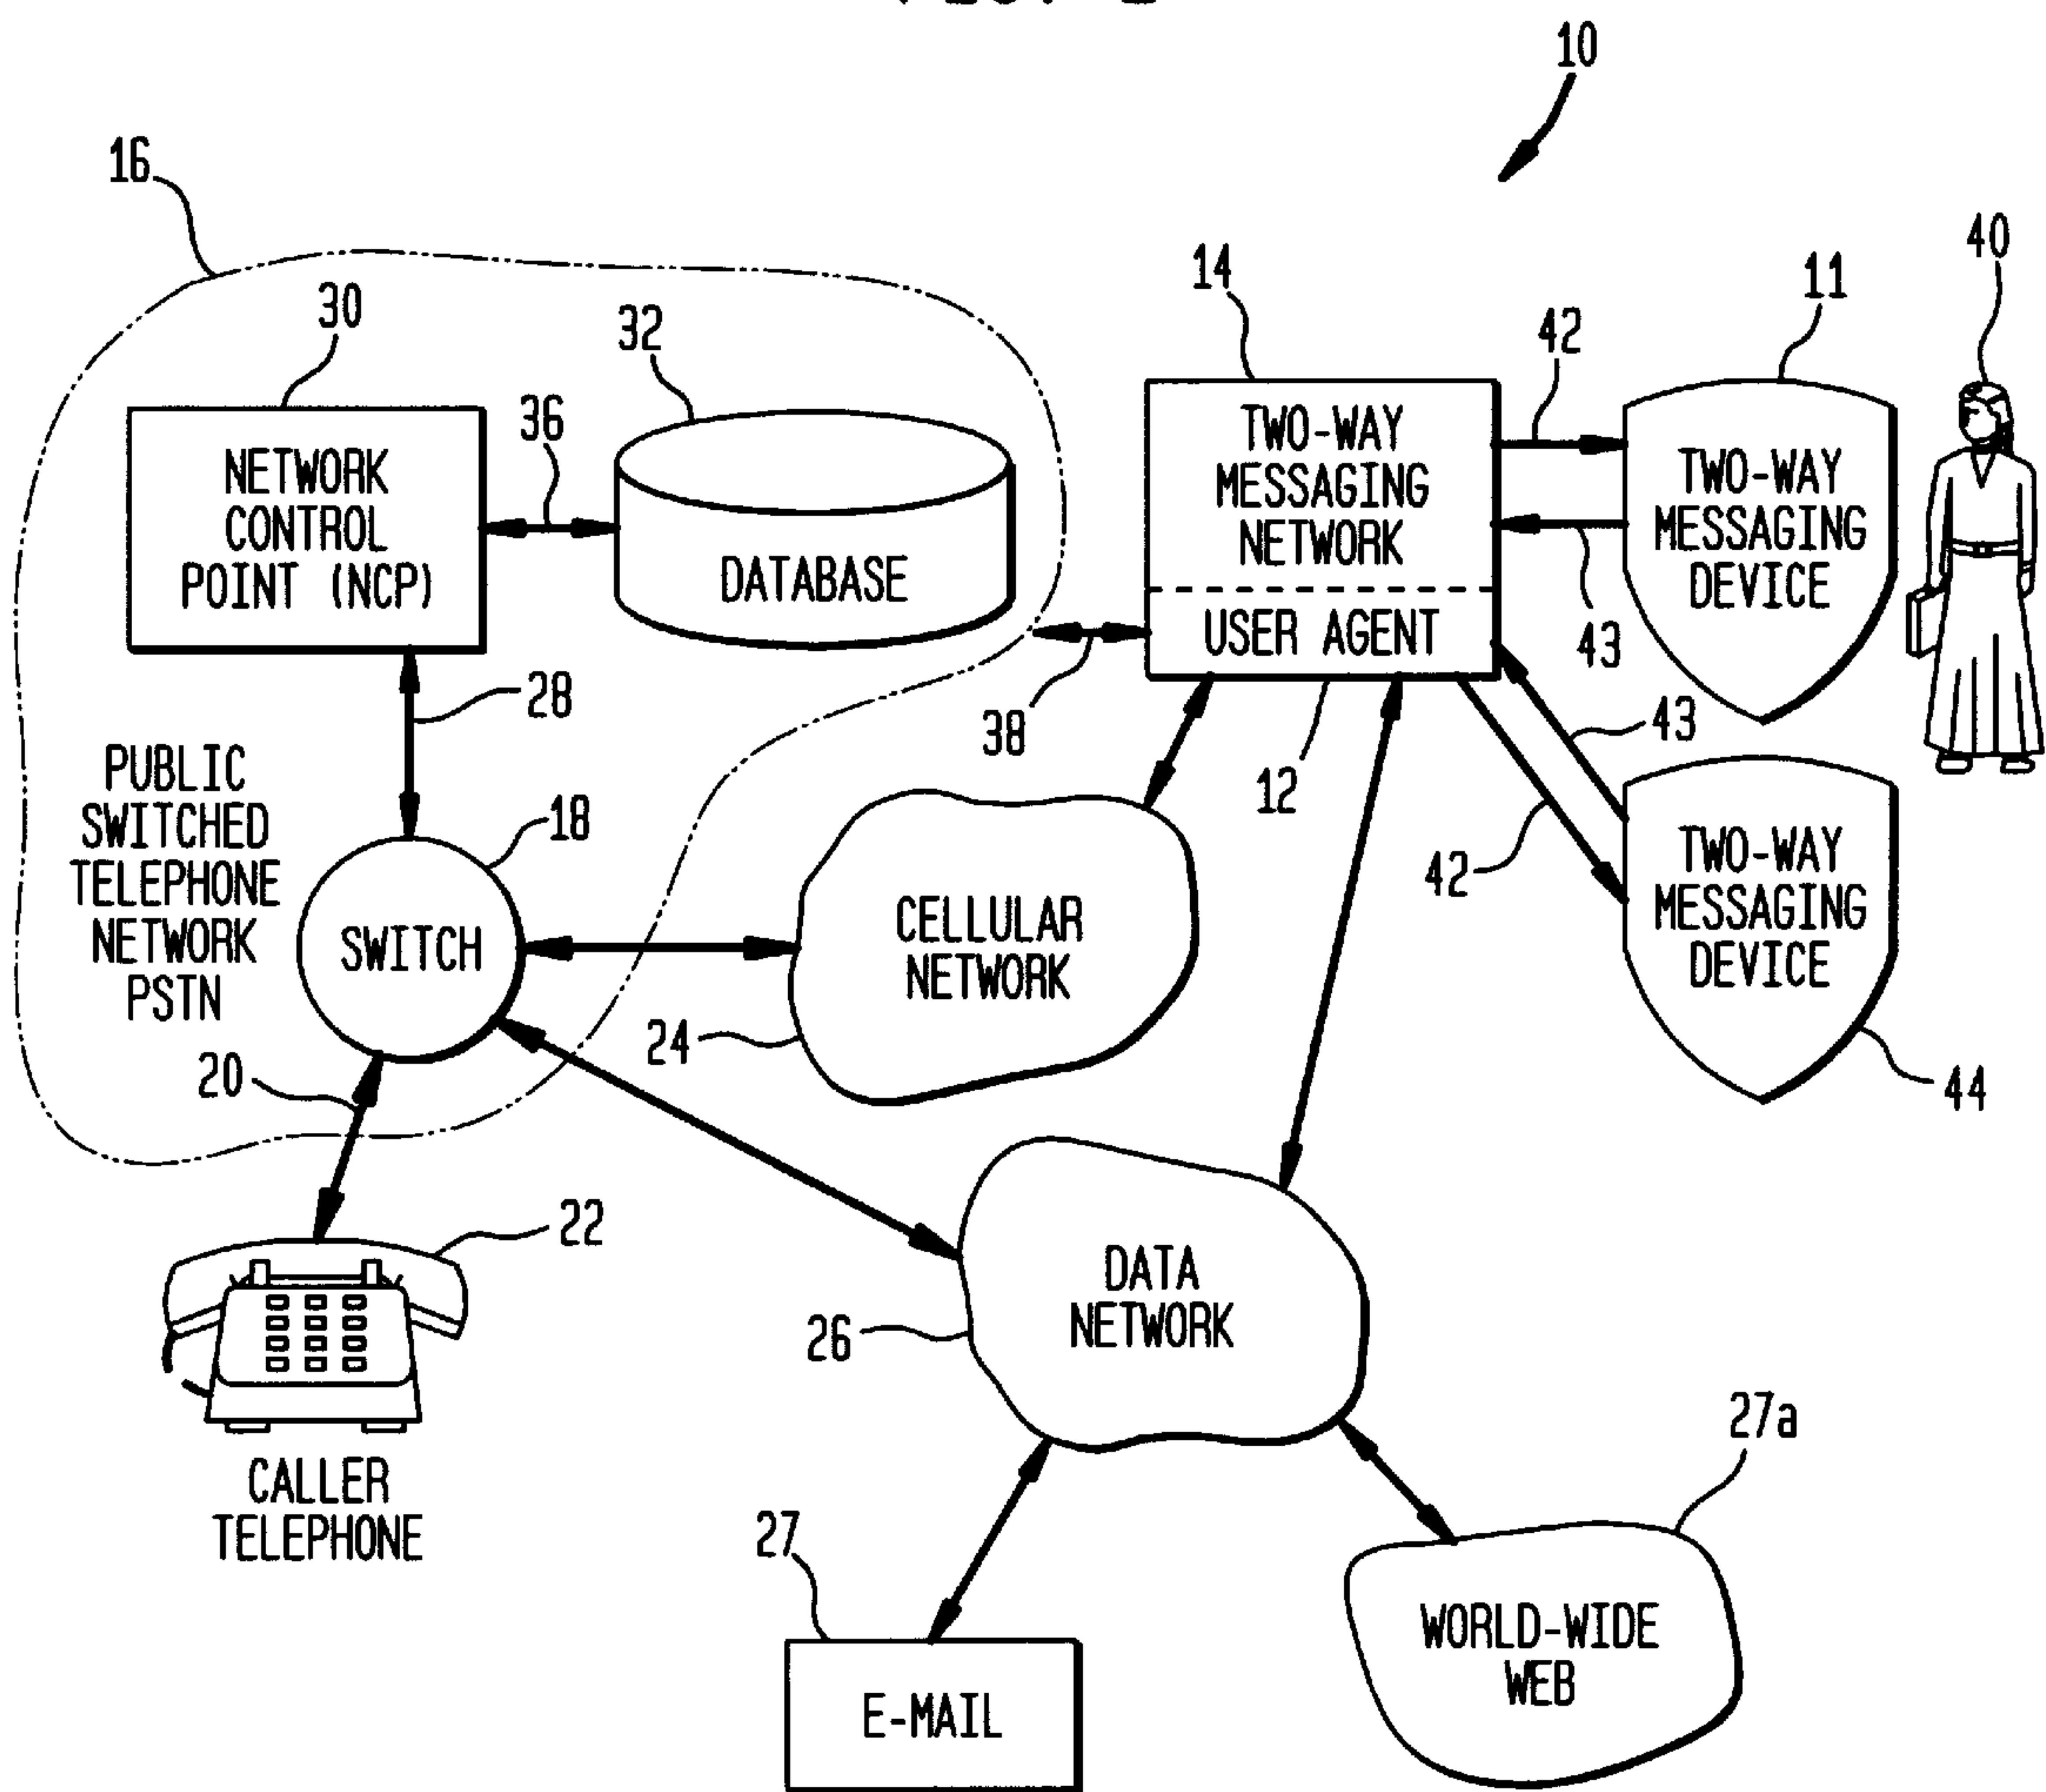 10
16
40
14
11
30
42
32
36
NETWORK
CONTROL
POINT (NCP)
DATABASE
TWO-WAY
MESSAGING
NETWORK
USER AGENT
TWO-WAY
MESSAGING
DEVICE
43
28
38
12
43
PUBLIC
SWITCHED
TELEPHONE
NETWORK
PSTN
18
SWITCH
CELLULAR
NETWORK
42
TWO-WAY
MESSAGING
DEVICE
24
20
44
22
DATA
NETWORK
26
CALLER
TELEPHONE
27a
27
E-MAIL
WORLD-WIDE
WEB